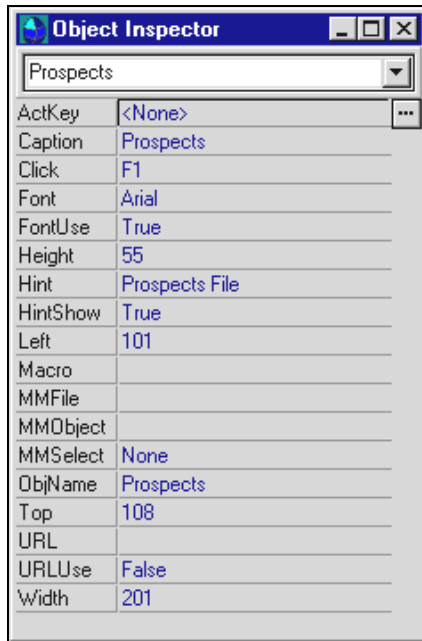 Object Inspector
Prospects
ActKey <None> ...
Caption Prospects
Click F1
Font Arial
FontUse True
Height 55
Hint Prospects File
HintShow True
Left 101
Macro
MMFile
MMObject
MMSelect None
ObjName Prospects
Top 108
URL
URLUse False
Width 201